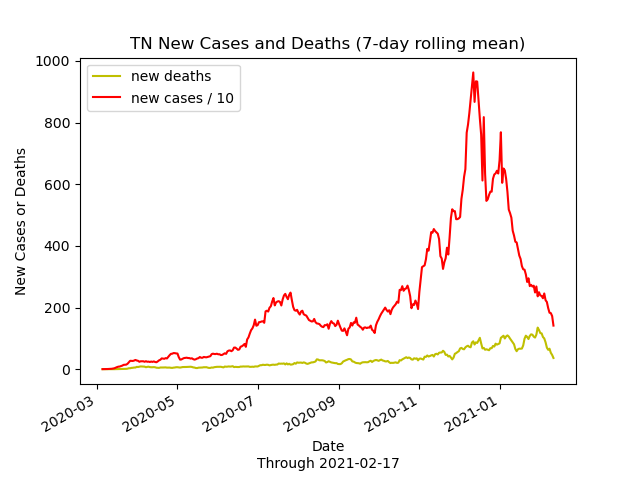 TN New Cases and Deaths (7-day rolling mean)
new deaths
new cases / 10
New Cases or Deaths
1000
800
600
400
200
0
2020-03
2020-05
2020-07
2020-09
2020-11
2021-01
Date
Through 2021-02-17